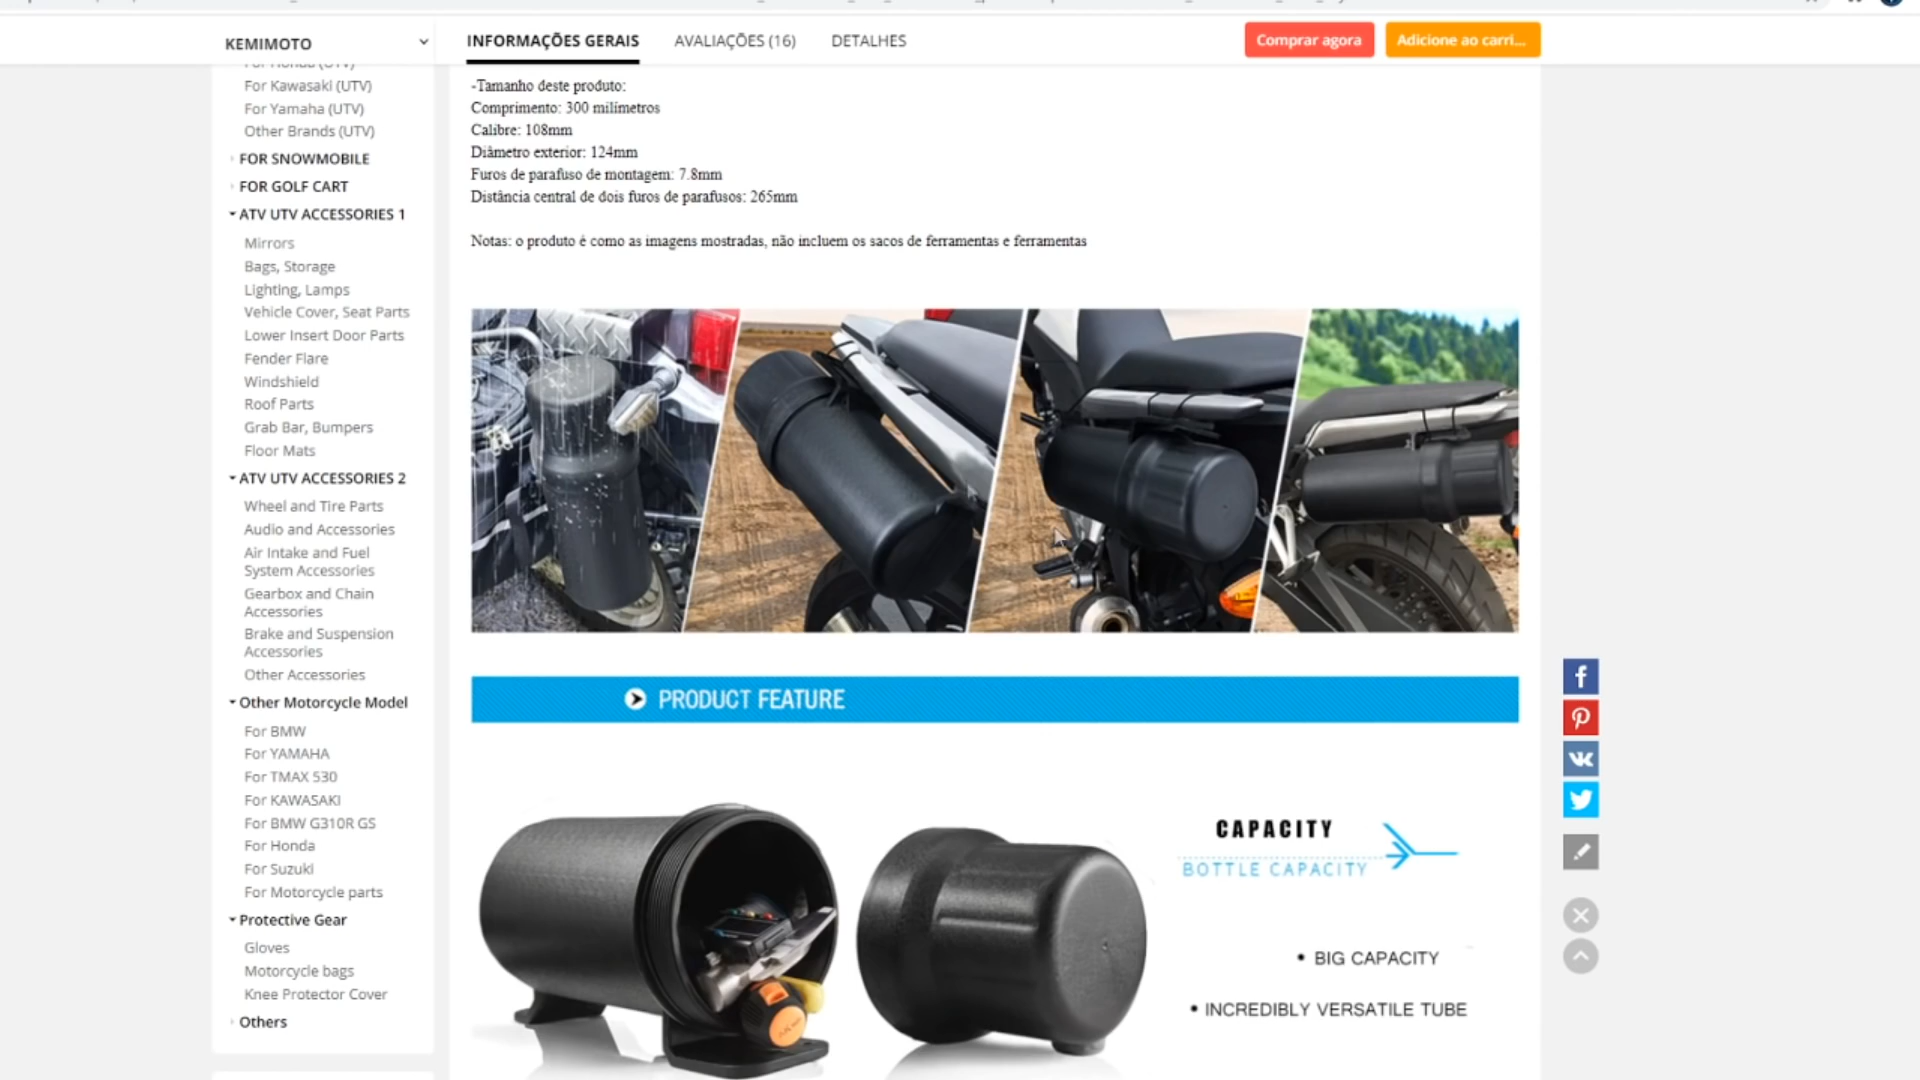 KEMIMOTO
INFORMAÇÕES GERAIS
AVALIAÇÕES (16)
DETALHES
Comprar agora
Adicione ao carri...
For Honda (UTV)
For Kawasaki (UTV)
For Yamaha (UTV)
Other Brands (UTV)
FOR SNOWMOBILE
FOR GOLF CART
ATV UTV ACCESSORIES 1
Mirrors
Bags, Storage
Lighting, Lamps
Vehicle Cover, Seat Parts
Lower Insert Door Parts
Fender Flare
Windshield
Roof Parts
Grab Bar, Bumpers
Floor Mats
ATV UTV ACCESSORIES 2
Wheel and Tire Parts
Audio and Accessories
Air Intake and Fuel
System Accessories
Gearbox and Chain
Accessories
Brake and Suspension
Accessories
Other Accessories
Other Motorcycle Model
For BMW
For YAMAHA
For TMAX 530
For KAWASAKI
For BMW G310R GS
For Honda
For Suzuki
For Motorcycle parts
Protective Gear
Gloves
Motorcycle bags
Knee Protector Cover
Others
-Tamanho deste produto:
Comprimento: 300 milímetros
Calibre: 108mm
Diâmetro exterior: 124mm
Furos de parafuso de montagem: 7.8mm
Distância central de dois furos de parafusos: 265mm
Notas: o produto é como as imagens mostradas, não incluem os sacos de ferramentas e ferramentas
PRODUCT FEATURE
CAPACITY
BOTTLE CAPACITY
• BIG CAPACITY
• INCREDIBLY VERSATILE TUBE